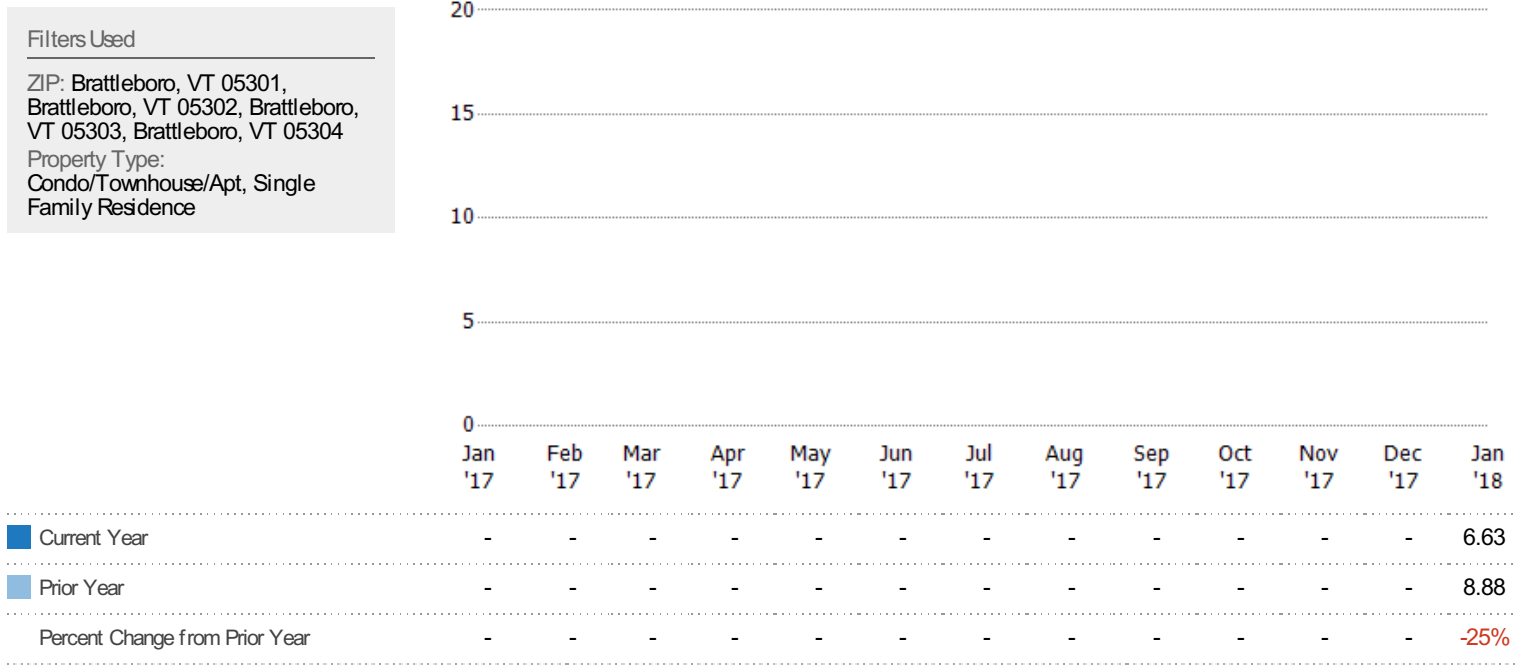 Filters Used
ZIP: Brattleboro, VT 05301,
Brattleboro, VT 05302, Brattleboro,
VT 05303, Brattleboro, VT 05304
Property Type:
Condo/Townhouse/Apt, Single
Family Residence
20
15
10
5
0
Jan Feb Mar Apr May Jun Jul Aug Sep Oct Nov Dec Jan
'17 '17 '17 '17 '17 '17 '17 '17 '17 '17 '17 '17 '18
Current Year - - - - - - - - - - - - 6.63
Prior Year - - - - - - - - - - - - 8.88
Percent Change from Prior Year - - - - - - - - - - - - -25%